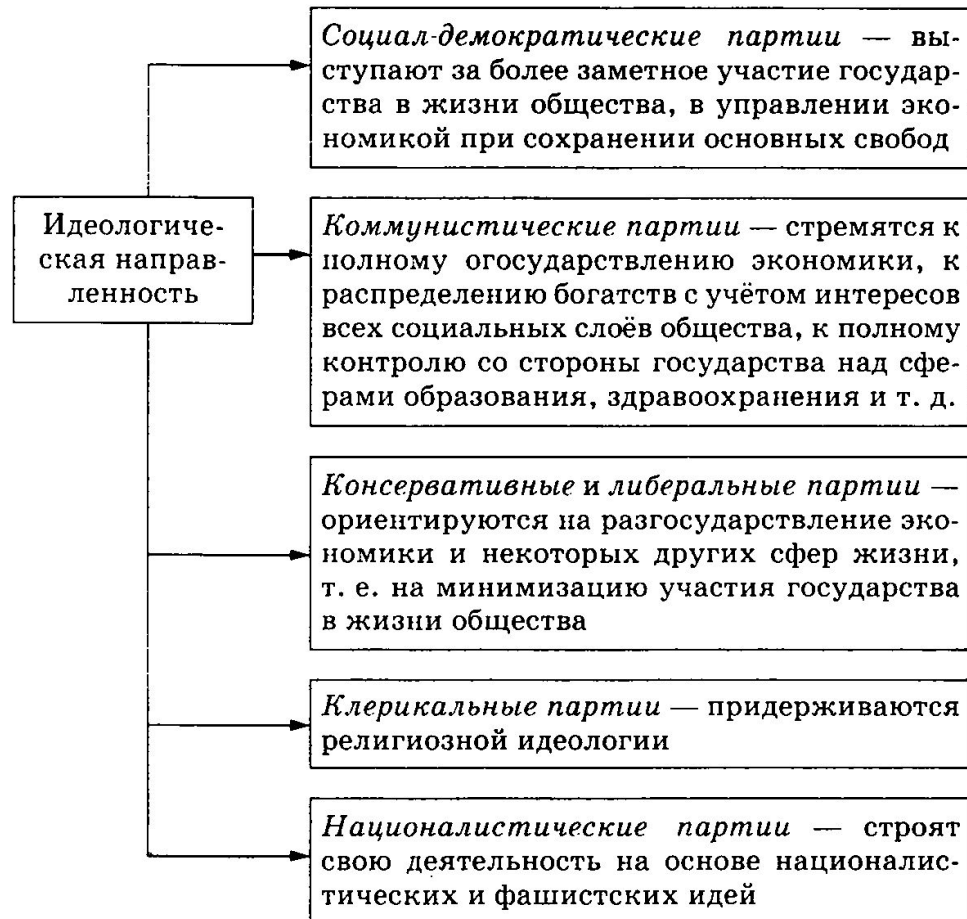 Социал-демократические партии — вы-
ступают за более заметное участие государ-
ства в жизни общества, в управлении эко-
номикой при сохранении основных свобод
Идеологиче-
ская направ-
ленность
Коммунистические партии — стремятся к
полному огосударствлению экономики, к
распределению богатств с учётом интересов
всех социальных слоёв общества, к полному
контролю со стороны государства над сфе-
рами образования, здравоохранения и т. д.
Консервативные и либеральные партии —
ориентируются на разгосударствление эко-
номики и некоторых других сфер жизни,
т. е. на минимизацию участия государства
в жизни общества
Клерикальные партии — придерживаются
религиозной идеологии
Националистические партии — строят
свою деятельность на основе националис-
тических и фашистских идей